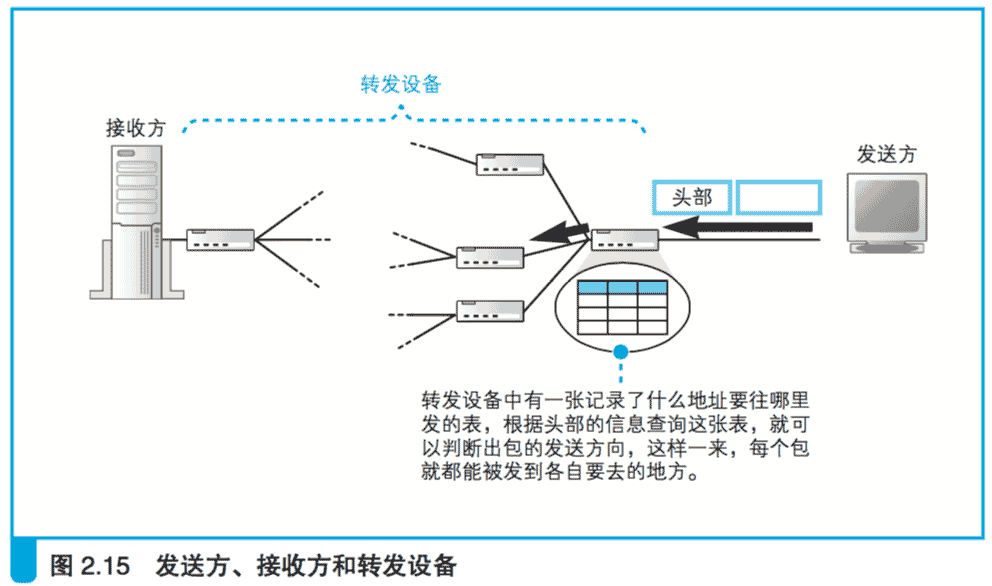 转发设备
接收方
发送方
头部
转发设备中有一张记录了什么地址要往哪里
发的表，根据头部的信息查询这张表，就可
以判断出包的发送方向，这样一来，每个包
就都能被发到各自要去的地方。
图 2.15 发送方、接收方和转发设备